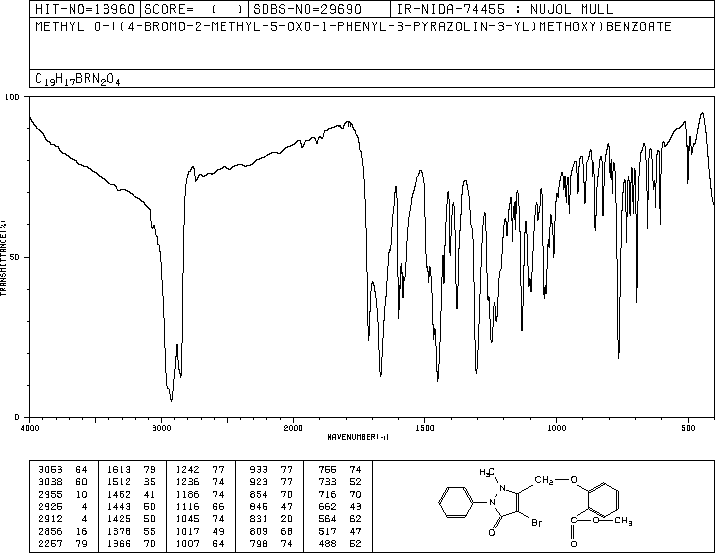 HIT-NO=13960 SCORE= ( ) SDBS-NO=29690 IR-NIDA-74455 : NUJOL MULL
METHYL O-((4-BROMO-2-METHYL-5-OXO-1-PHENYL-3-PYRAZOLIN-3-YL)METHOXY)BENZOATE
C19H17BRN2O4
100
50
0
TRANSMITTANCE(%)
4000 3000 2000 1500 1000 500
WAVENUMBER(-1)
3063 64 1613 79 1242 77 933 77 766 74
3038 60 1512 35 1236 74 923 77 733 52
2955 10 1462 41 1186 74 854 70 716 70
2925 4 1443 60 1116 66 845 47 662 43
2912 4 1425 50 1045 74 831 20 564 62
2856 16 1378 55 1017 49 809 68 517 47
2257 79 1366 70 1007 64 798 74 488 62
H3C
N
CH2
O
N
O
Br
C
O
CH3
O